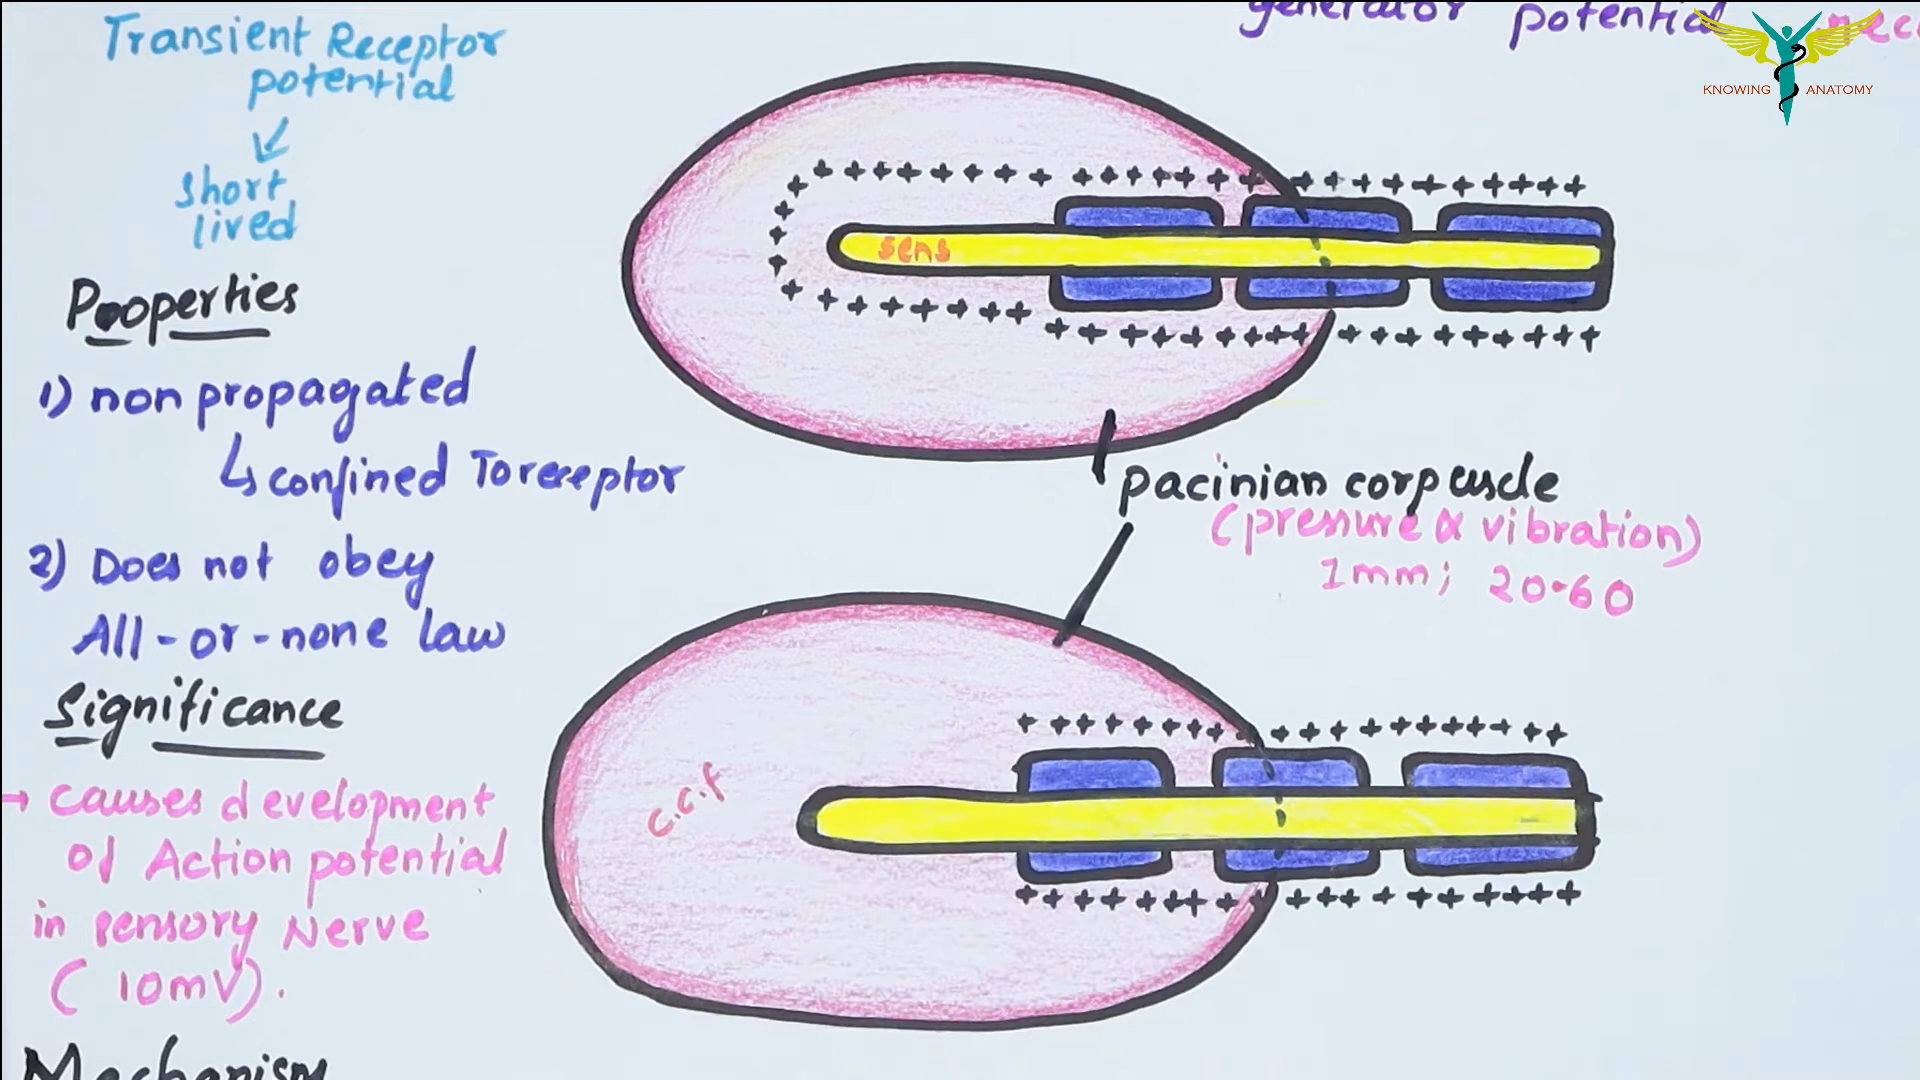 Transient Receptor
potential
Short
lived
Properties
1) non propagated
confined To receptor
2) Does not obey
All-or-none law
Significance
→ causes development
of Action potential
in sensory Nerve
(10mV).
Mechanism
generator potential
KNOWING ANATOMY
sens
pacinian corpuscle
(pressure & vibration)
1mm; 20-60
c.c.f